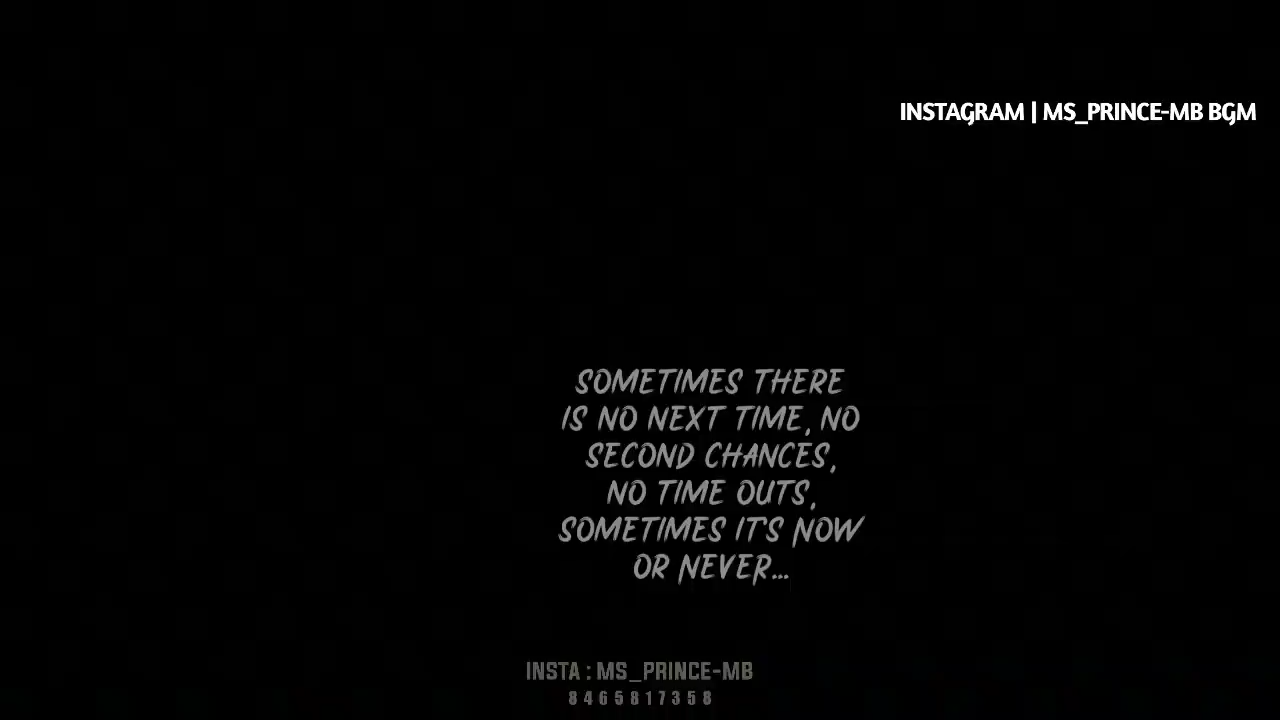 INSTAGRAM | MS_PRINCE-MB BGM
SOMETIMES THERE
IS NO NEXT TIME, NO
SECOND CHANCES,
NO TIME OUTS,
SOMETIMES IT'S NOW
OR NEVER...
INSTA : MS_PRINCE-MB
8465817358